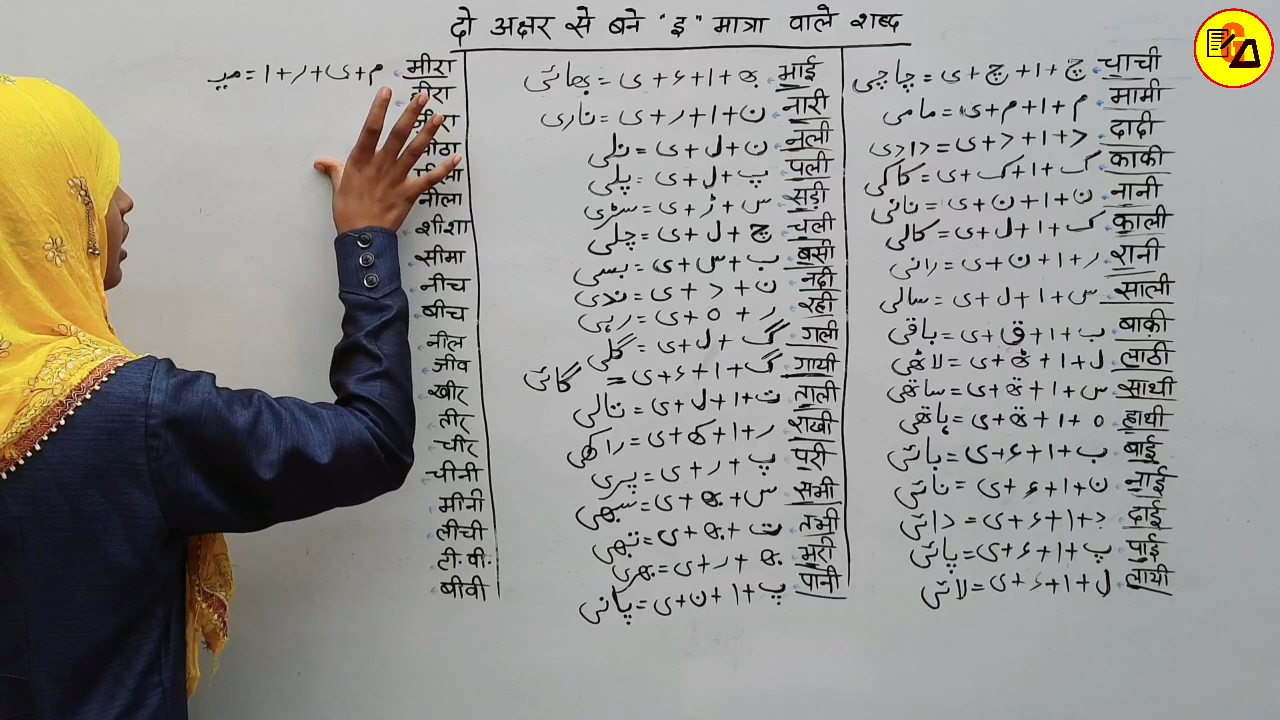 दो अक्षर से बने "इ" मात्रा वाले शब्द
चाची چ+ا+چ+ی=چاچی
मामी م+ا+م+ی=مامی
दादी د+ا+د+ی=دادی
काकी ک+ا+ک+ی=کاکی
नानी ن+ا+ن+ی=نانی
काली ک+ا+ل+ی=کالی
रानी ر+ا+ن+ی=رانی
साली س+ا+ل+ی=سالی
बाक़ी ب+ا+ق+ی=باقی
लाठी ل+ا+ٹھ+ی=لاٹھی
साथी س+ا+تھ+ی=ساتھی
हाथी ہ+ا+تھ+ی=ہاتھی
बाई ب+ا+ء+ی=بائی
नाई ن+ا+ء+ی=نائی
दाई د+ا+ء+ی=دائی
पाई پ+ا+ء+ی=پائی
लायी ل+ا+ء+ی=لائی
भाई بھ+ا+ء+ی=بھائی
नारी ن+ا+ر+ی=ناری
नली ن+ل+ی=نلی
पली پ+ل+ی=پلی
सड़ी س+ڑ+ی=سڑی
चली چ+ل+ی=چلی
बसी ب+س+ی=بسی
नदी ن+د+ی=ندی
रही ر+ہ+ی=رہی
गली گ+ل+ی=گلی
गायी گ+ا+ء+ی=گائی
ताली ت+ا+ل+ی=تالی
राखी ر+ا+کھ+ی=راکھی
परी پ+ر+ی=پری
सभी س+بھ+ی=سبھی
तभी ت+بھ+ی=تبھی
भरी بھ+ر+ی=بھری
पानी پ+ا+ن+ی=پانی
मीरा م+ی+ر+ا=میر
नीला
शीशा
सीमा
नीच
बीच
नील
जीव
खीर
तीर
चीर
चीनी
मीनी
लीची
टी.वी.
बीवी